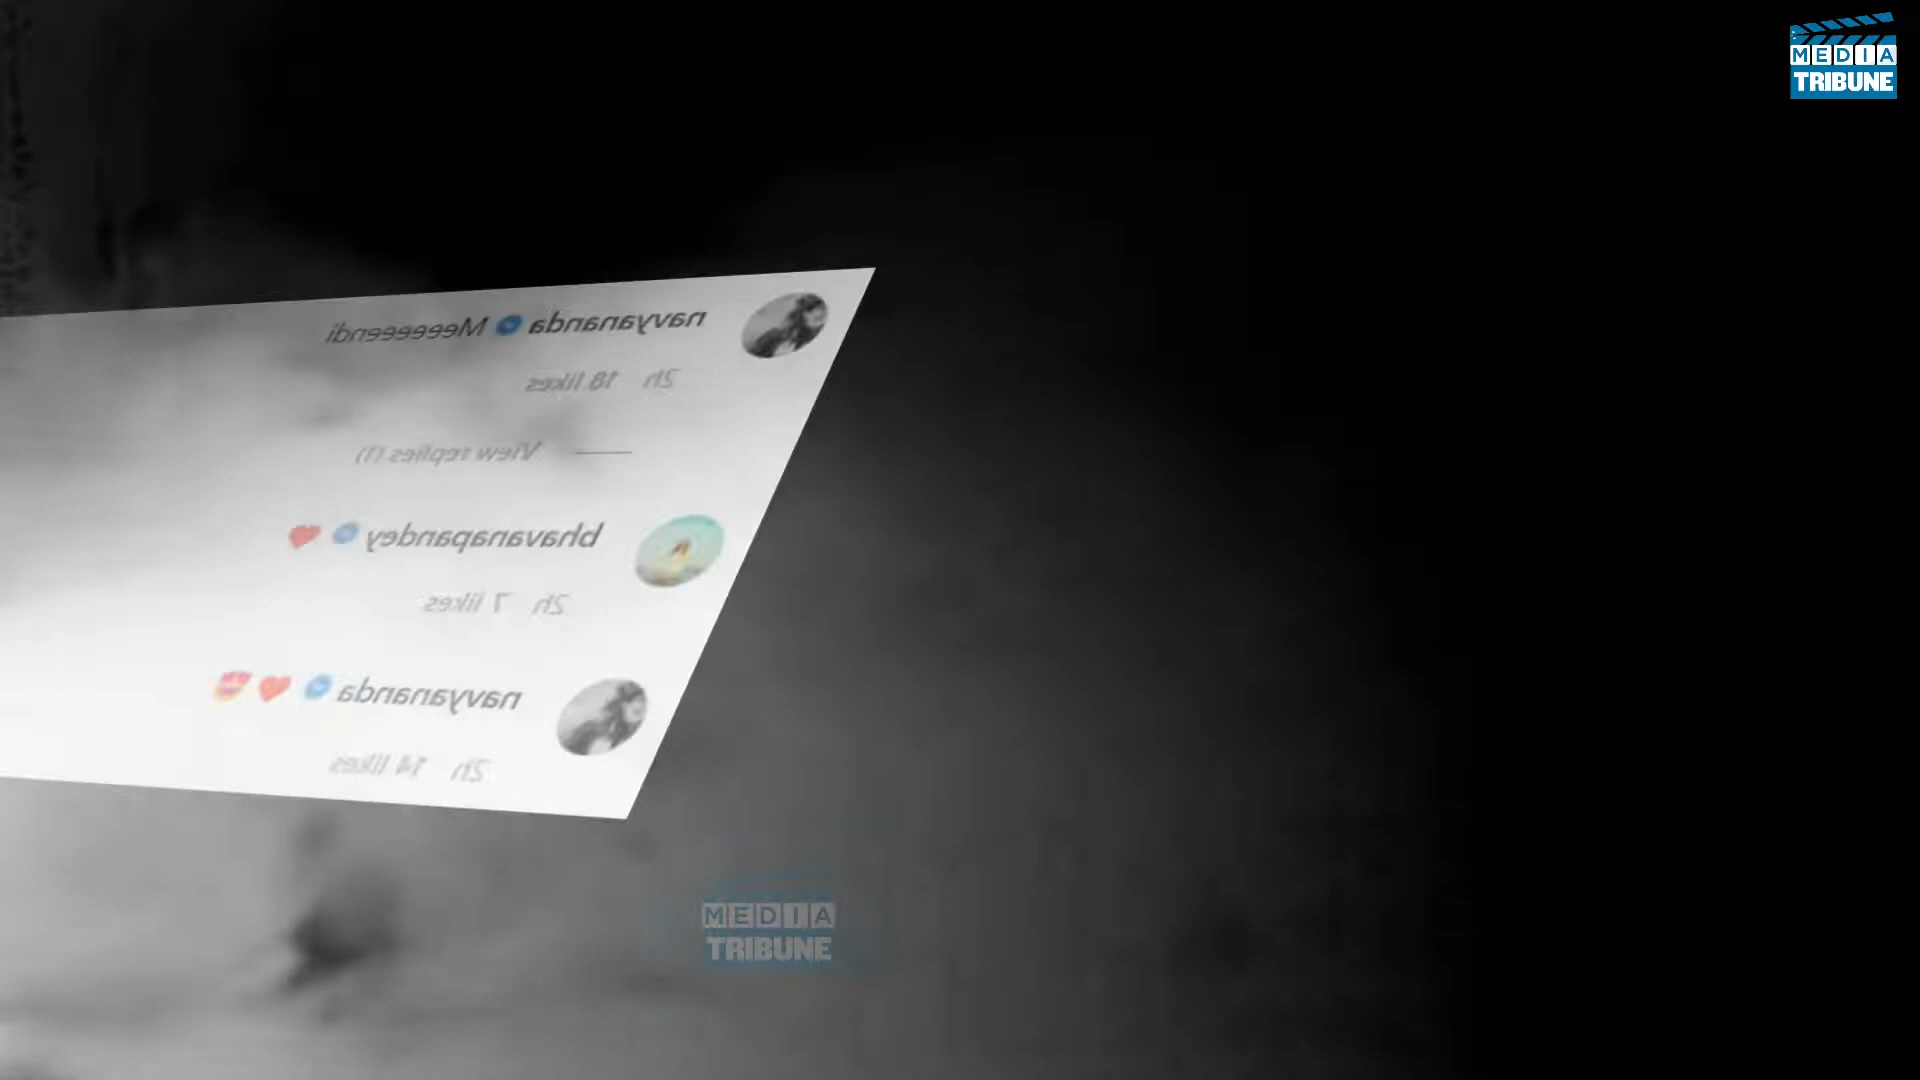 MEDIA
TRIBUNE
navyananda Meeeeeendi
2h 18 likes
View replies (1)
bhavanapandey ❤️
2h 7 likes
navyananda ❤️ 🥰
2h 14 likes
MEDIA
TRIBUNE